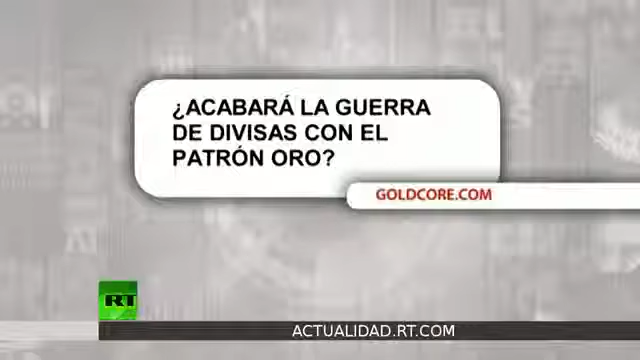 ¿ACABARÁ LA GUERRA
DE DIVISAS CON EL
PATRÓN ORO?
GOLDCORE.COM
RT
ACTUALIDAD.RT.COM